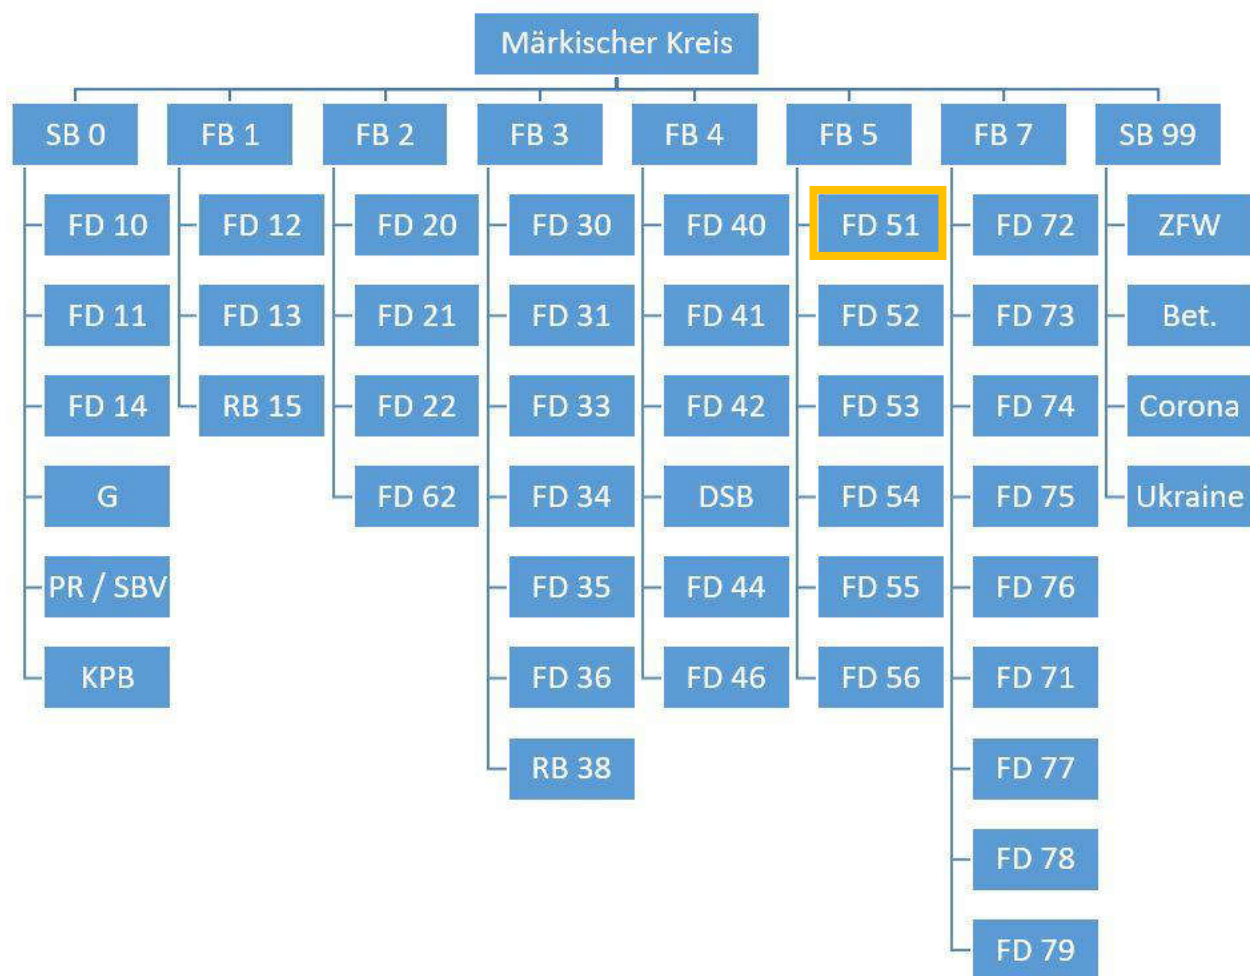 Märkischer Kreis
SB 0
FB 1
FB 2
FB 3
FB 4
FB 5
FB 7
SB 99
FD 10
FD 12
FD 20
FD 30
FD 40
FD 51
FD 72
ZFW
FD 11
FD 13
FD 21
FD 31
FD 41
FD 52
FD 73
Bet.
FD 14
RB 15
FD 22
FD 33
FD 42
FD 53
FD 74
Corona
G
FD 62
FD 34
DSB
FD 54
FD 75
Ukraine
PR / SBV
FD 35
FD 44
FD 55
FD 76
KPB
FD 36
FD 46
FD 56
FD 71
RB 38
FD 77
FD 78
FD 79